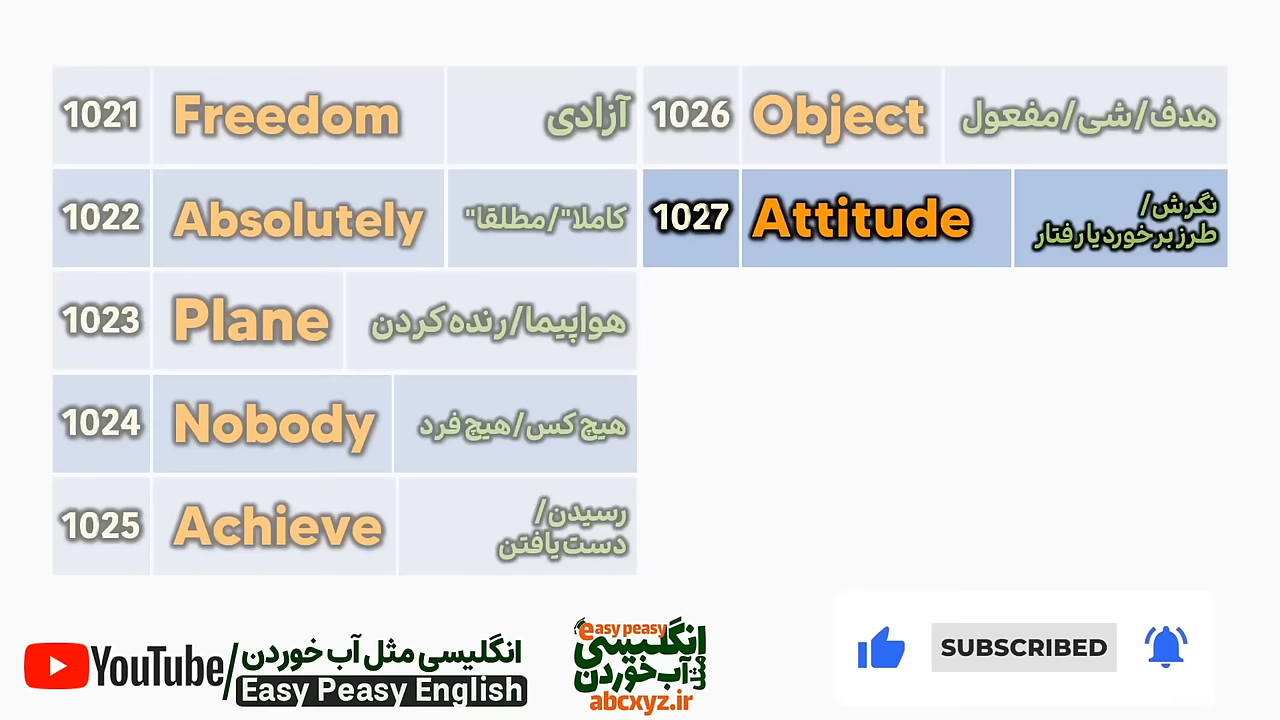 1021 Freedom آزادی
1022 Absolutely کاملا"/مطلقا"
1023 Plane هواپیما/رنده کردن
1024 Nobody هیچ کس/هیچ فرد
1025 Achieve رسیدن/
دست یافتن
1026 Object هدف/شی/مفعول
1027 Attitude نگرش/
طرز برخورد یا رفتار
YouTube/انگلیسی مثل آب خوردن
Easy Peasy English
easy peasy
انگلیسی
مثل آب خوردن
abcxyz.ir
SUBSCRIBED